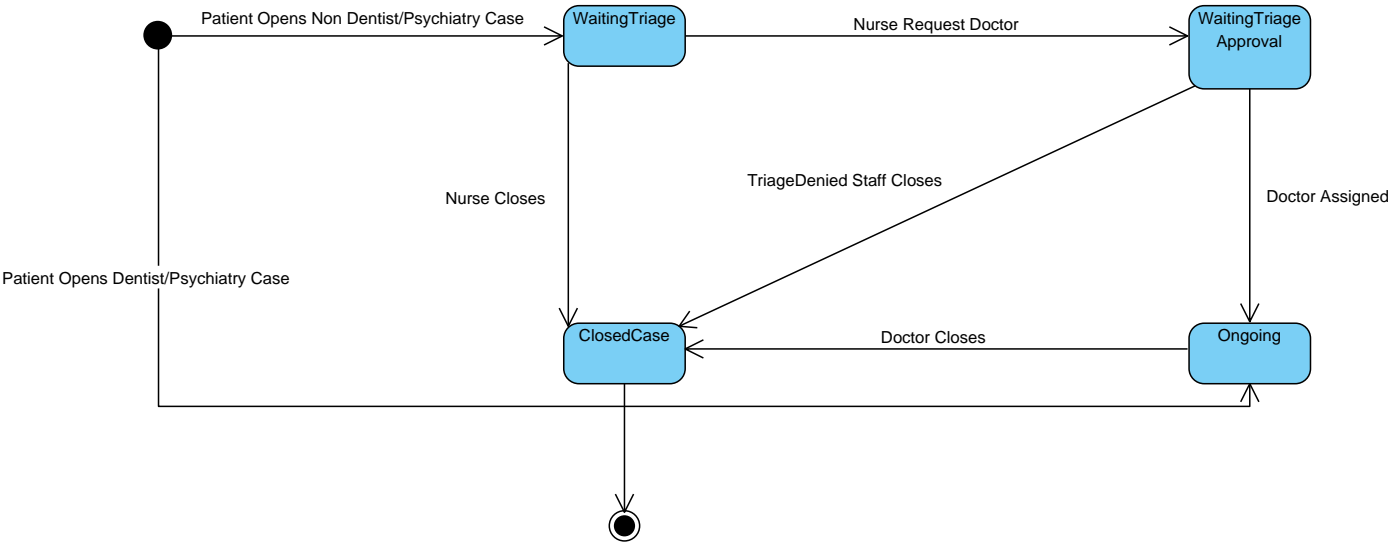 Patient Opens Non Dentist/Psychiatry Case
WaitingTriage
Nurse Request Doctor
WaitingTriage
Approval
Nurse Closes
TriageDenied Staff Closes
Doctor Assigned
Patient Opens Dentist/Psychiatry Case
ClosedCase
Doctor Closes
Ongoing